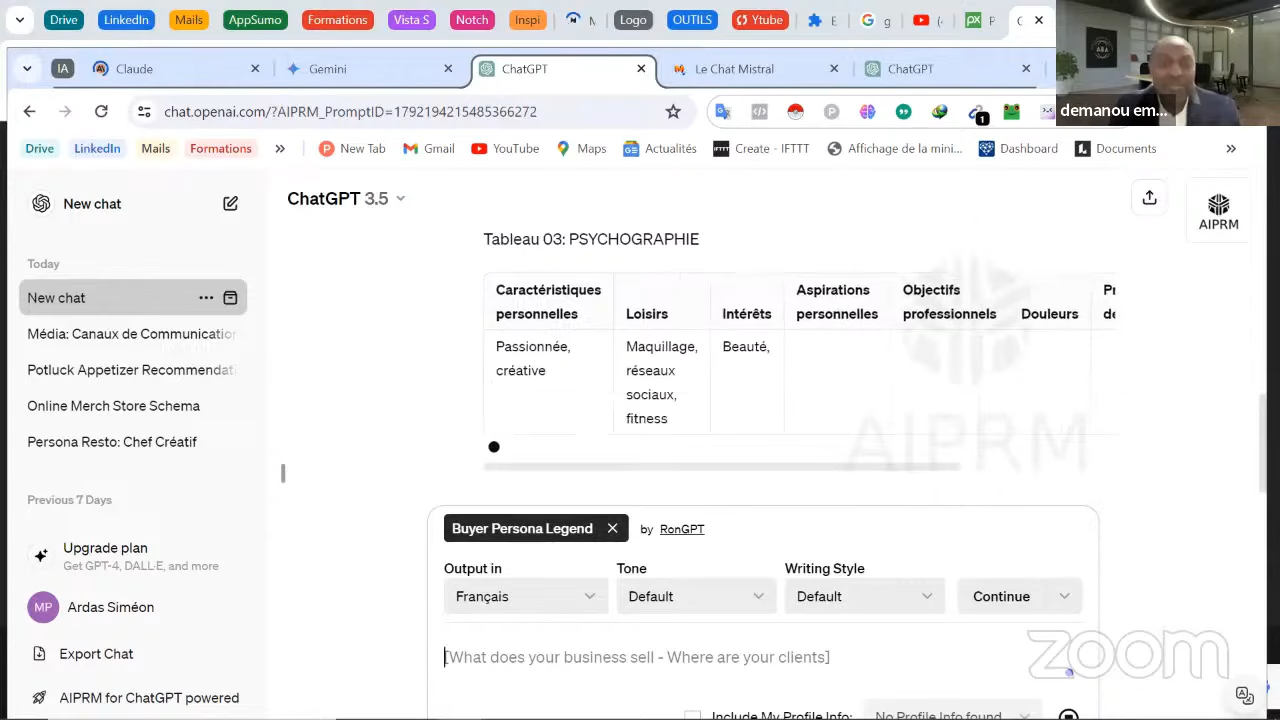 Drive LinkedIn Mails AppSumo Formations Vista S Notch Inspi Logo OUTILS Ytube
IA Claude Gemini ChatGPT Le Chat Mistral ChatGPT
chat.openai.com/?AIPRM_PromptID=1792194215485366272
demanou em...
Drive LinkedIn Mails Formations New Tab Gmail YouTube Maps Actualités Create - IFTTT Affichage de la mini... Dashboard Documents
New chat
ChatGPT 3.5
AIPRM
Today
New chat
Média: Canaux de Communication
Potluck Appetizer Recommendat
Online Merch Store Schema
Persona Resto: Chef Créatif
Previous 7 Days
Upgrade plan
Get GPT-4, DALL·E, and more
MP Ardas Siméon
Export Chat
AIPRM for ChatGPT powered
Tableau 03: PSYCHOGRAPHIE
Caractéristiques personnelles
Loisirs
Intérêts
Aspirations personnelles
Objectifs professionnels
Douleurs
Passionnée, créative
Maquillage, réseaux sociaux, fitness
Beauté,
AIPRM
Buyer Persona Legend by RonGPT
Output in Tone Writing Style
Français Default Default Continue
[What does your business sell - Where are your clients]
Include My Profile Info: No Profile Info found
zoom